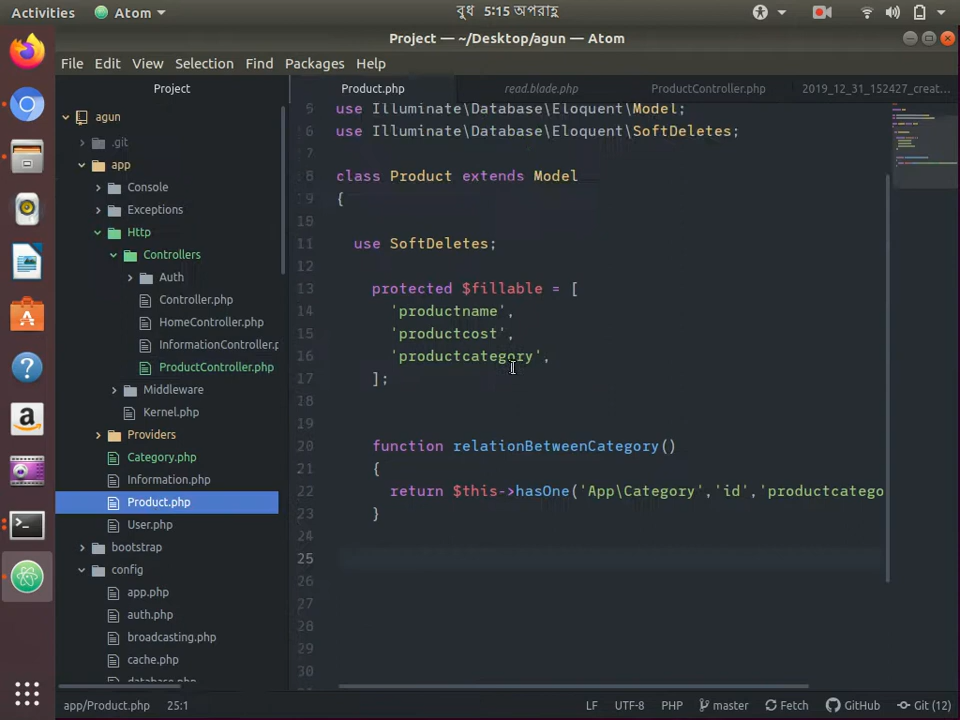 Activities Atom বুধ 5:15 অপরাহ্ণ
Project — ~/Desktop/agun — Atom
File Edit View Selection Find Packages Help
Project Product.php read.blade.php ProductController.php 2019_12_31_152427_creat...
agun
.git
app
Console
Exceptions
Http
Controllers
Auth
Controller.php
HomeController.php
InformationController.p
ProductController.php
Middleware
Kernel.php
Providers
Category.php
Information.php
Product.php
User.php
bootstrap
config
app.php
auth.php
broadcasting.php
cache.php
database.php
5 use Illuminate\Database\Eloquent\Model;
6 use Illuminate\Database\Eloquent\SoftDeletes;
7
8 class Product extends Model
9 {
10
11 use SoftDeletes;
12
13 protected $fillable = [
14 'productname',
15 'productcost',
16 'productcategory',
17 ];
18
19
20 function relationBetweenCategory()
21 {
22 return $this->hasOne('App\Category','id','productcatego
23 }
24
25
26
27
28
29
30
app/Product.php 25:1 LF UTF-8 PHP master Fetch GitHub Git (12)